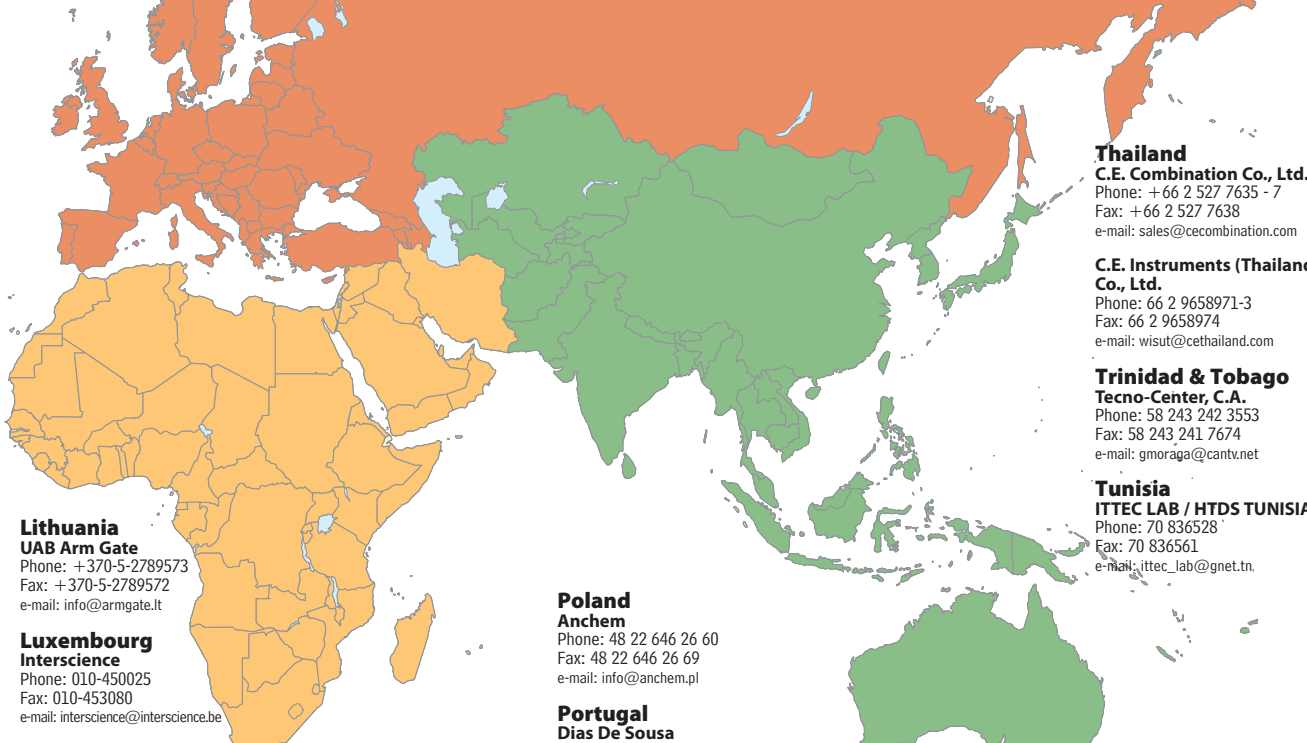 Lithuania
UAB Arm Gate
Phone: +370-5-2789573
Fax: +370-5-2789572
e-mail: info@armgate.lt
Luxembourg
Interscience
Phone: 010-450025
Fax: 010-453080
e-mail: interscience@interscience.be
Poland
Anchem
Phone: 48 22 646 26 60
Fax: 48 22 646 26 69
e-mail: info@anchem.pl
Portugal
Dias De Sousa
Thailand
C.E. Combination Co., Ltd.
Phone: +66 2 527 7635 - 7
Fax: +66 2 527 7638
e-mail: sales@cecombination.com
C.E. Instruments (Thailand
Co., Ltd.
Phone: 66 2 9658971-3
Fax: 66 2 9658974
e-mail: wisut@cethailand.com
Trinidad & Tobago
Tecno-Center, C.A.
Phone: 58 243 242 3553
Fax: 58 243 241 7674
e-mail: gmoraga@cantv.net
Tunisia
ITTEC LAB / HTDS TUNISIA
Phone: 70 836528
Fax: 70 836561
e-mail: ittec_lab@gnet.tn